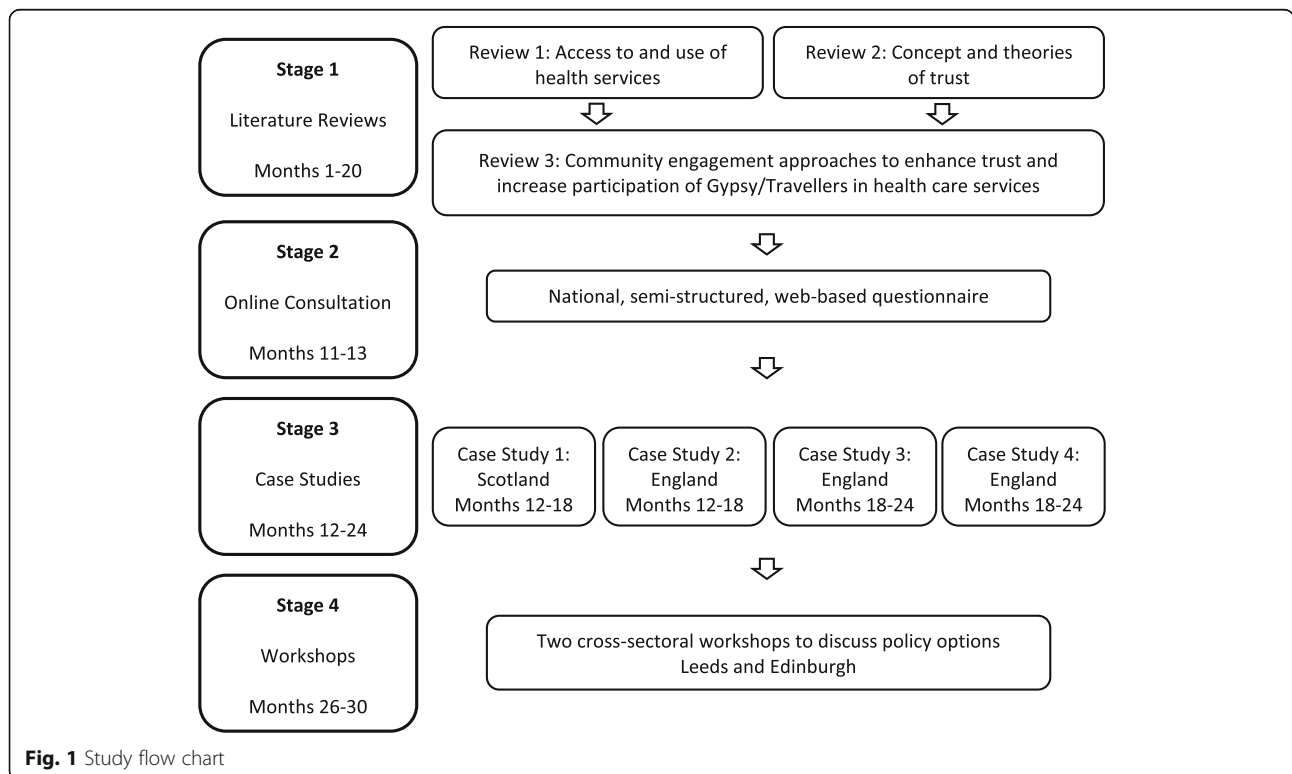 Stage 1
Literature Reviews
Months 1-20
Review 1: Access to and use of
health services
Review 2: Concept and theories
of trust
Review 3: Community engagement approaches to enhance trust and
increase participation of Gypsy/Travellers in health care services
Stage 2
Online Consultation
Months 11-13
National, semi-structured, web-based questionnaire
Stage 3
Case Studies
Months 12-24
Case Study 1:
Scotland
Months 12-18
Case Study 2:
England
Months 12-18
Case Study 3:
England
Months 18-24
Case Study 4:
England
Months 18-24
Stage 4
Workshops
Months 26-30
Two cross-sectoral workshops to discuss policy options
Leeds and Edinburgh
Fig. 1 Study flow chart